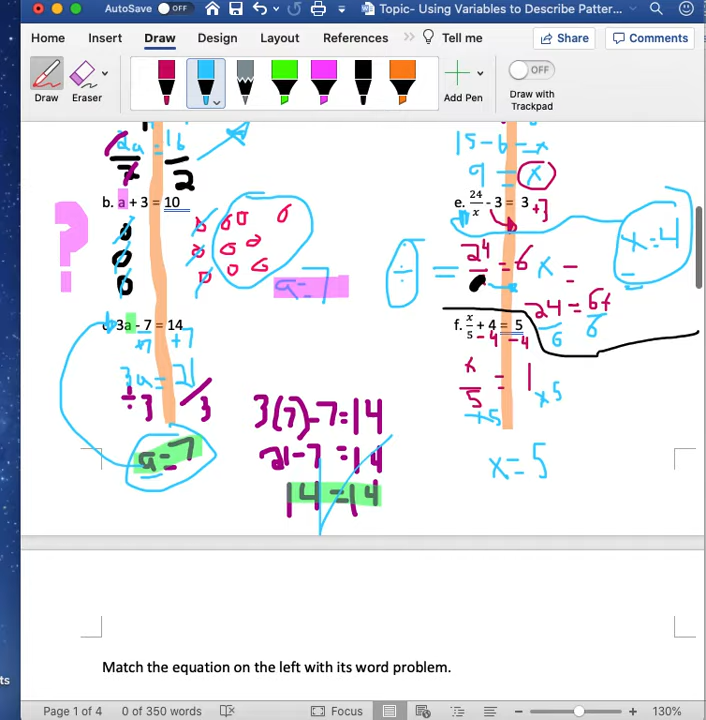 AutoSave OFF Topic- Using Variables to Describe Patter...
Home Insert Draw Design Layout References >> Tell me Share Comments
Draw Eraser Add Pen OFF Draw with Trackpad
2a = 16
2 2
b. a + 3 = 10
a = 7
?
c. 3a - 7 = 14
+7 +7
3a = 21
÷3 /3
a = 7
3(7)-7=14
21-7=14
14=14
15-6=x
9 = x
e. 24/x - 3 = 3
+3
24 = 6 x =
x=4
÷ =
24 = 6x
6 6
f. x/5 + 4 = 5
-4 -4
x/5 = 1
x5 x5
x=5
Match the equation on the left with its word problem.
Page 1 of 4 0 of 350 words Focus 130%